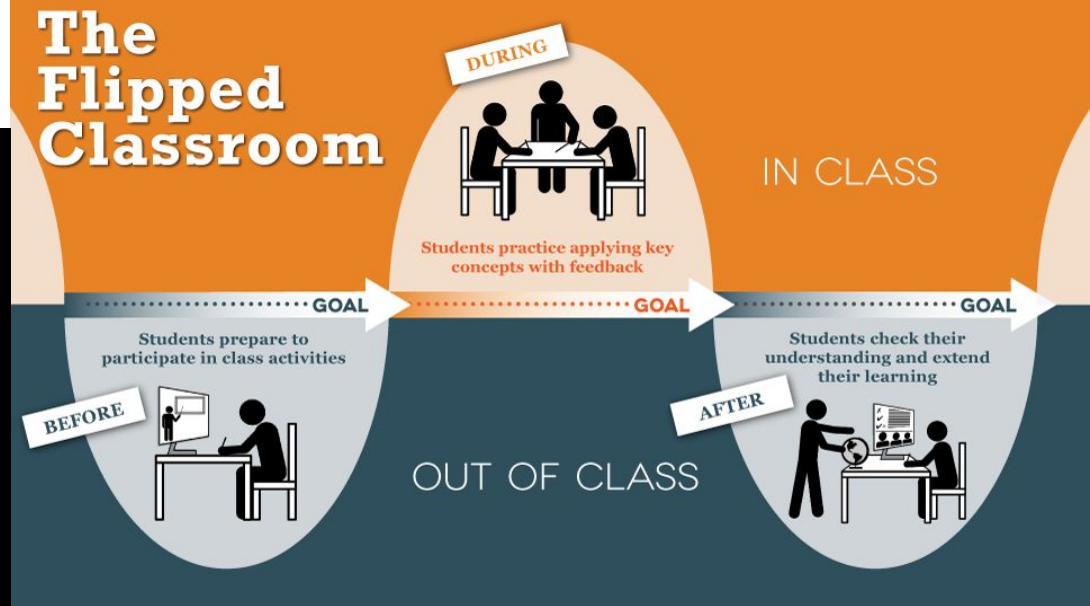 The
Flipped
Classroom
DURING
IN CLASS
Students practice applying key
concepts with feedback
GOAL
GOAL
GOAL
Students prepare to
participate in class activities
BEFORE
Students check their
understanding and extend
their learning
AFTER
OUT OF CLASS